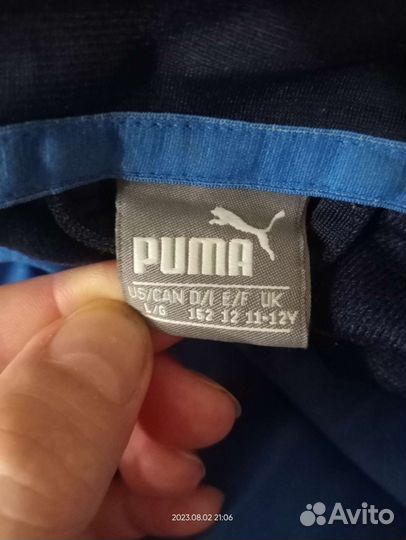 PUMA
US/CAN D/I E/F UK
L/G 152 12 11-12Y
2023.08.02 21:06
Avito